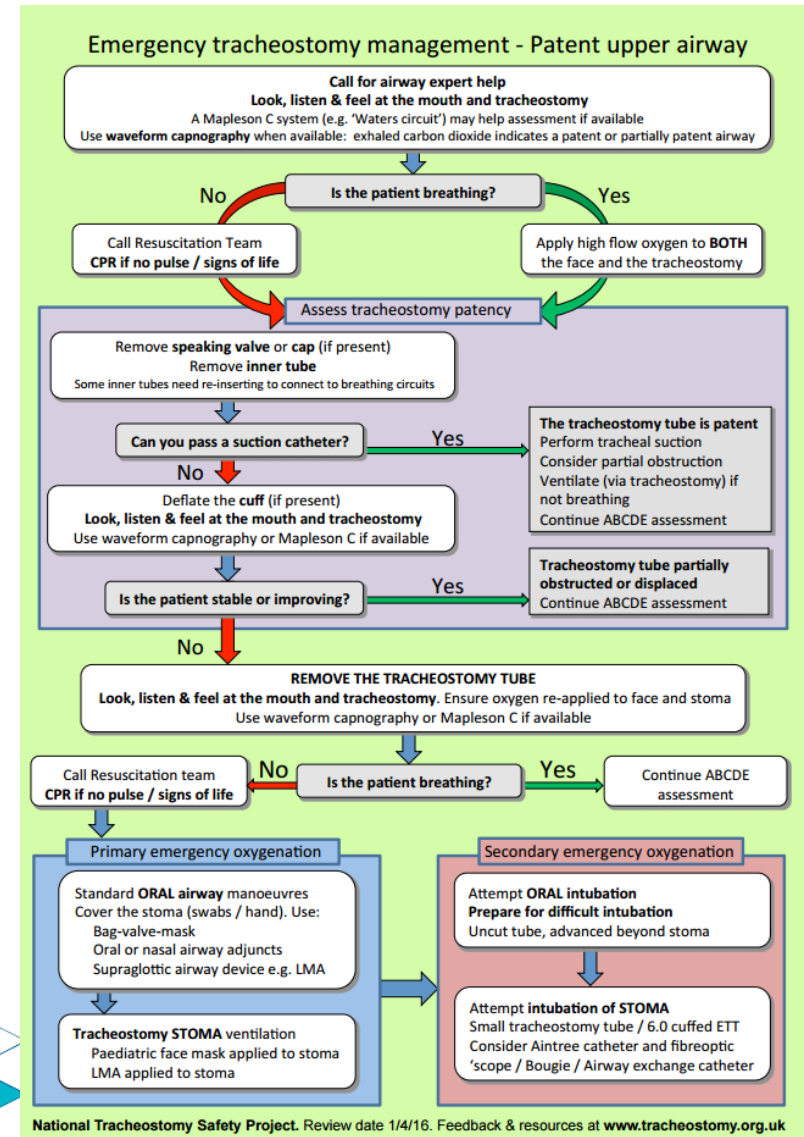 Emergency tracheostomy management - Patent upper airway
Call for airway expert help
Look, listen & feel at the mouth and tracheostomy
A Mapleson C system (e.g. ‘Waters circuit’) may help assessment if available
Use waveform capnography when available: exhaled carbon dioxide indicates a patent or partially patent airway
No
Is the patient breathing?
Yes
Call Resuscitation Team
CPR if no pulse / signs of life
Apply high flow oxygen to BOTH
the face and the tracheostomy
Assess tracheostomy patency
Remove speaking valve or cap (if present)
Remove inner tube
Some inner tubes need re-inserting to connect to breathing circuits
Can you pass a suction catheter?
Yes
The tracheostomy tube is patent
Perform tracheal suction
Consider partial obstruction
Ventilate (via tracheostomy) if
not breathing
Continue ABCDE assessment
No
Deflate the cuff (if present)
Look, listen & feel at the mouth and tracheostomy
Use waveform capnography or Mapleson C if available
Is the patient stable or improving?
Yes
Tracheostomy tube partially
obstructed or displaced
Continue ABCDE assessment
No
REMOVE THE TRACHEOSTOMY TUBE
Look, listen & feel at the mouth and tracheostomy. Ensure oxygen re-applied to face and stoma
Use waveform capnography or Mapleson C if available
Call Resuscitation team
CPR if no pulse / signs of life
No
Is the patient breathing?
Yes
Continue ABCDE
assessment
Primary emergency oxygenation
Standard ORAL airway manoeuvres
Cover the stoma (swabs / hand). Use:
Bag-valve-mask
Oral or nasal airway adjuncts
Supraglottic airway device e.g. LMA
Tracheostomy STOMA ventilation
Paediatric face mask applied to stoma
LMA applied to stoma
Secondary emergency oxygenation
Attempt ORAL intubation
Prepare for difficult intubation
Uncut tube, advanced beyond stoma
Attempt intubation of STOMA
Small tracheostomy tube / 6.0 cuffed ETT
Consider Aintree catheter and fibreoptic
‘scope / Bougie / Airway exchange catheter
National Tracheostomy Safety Project. Review date 1/4/16. Feedback & resources at www.tracheostomy.org.uk